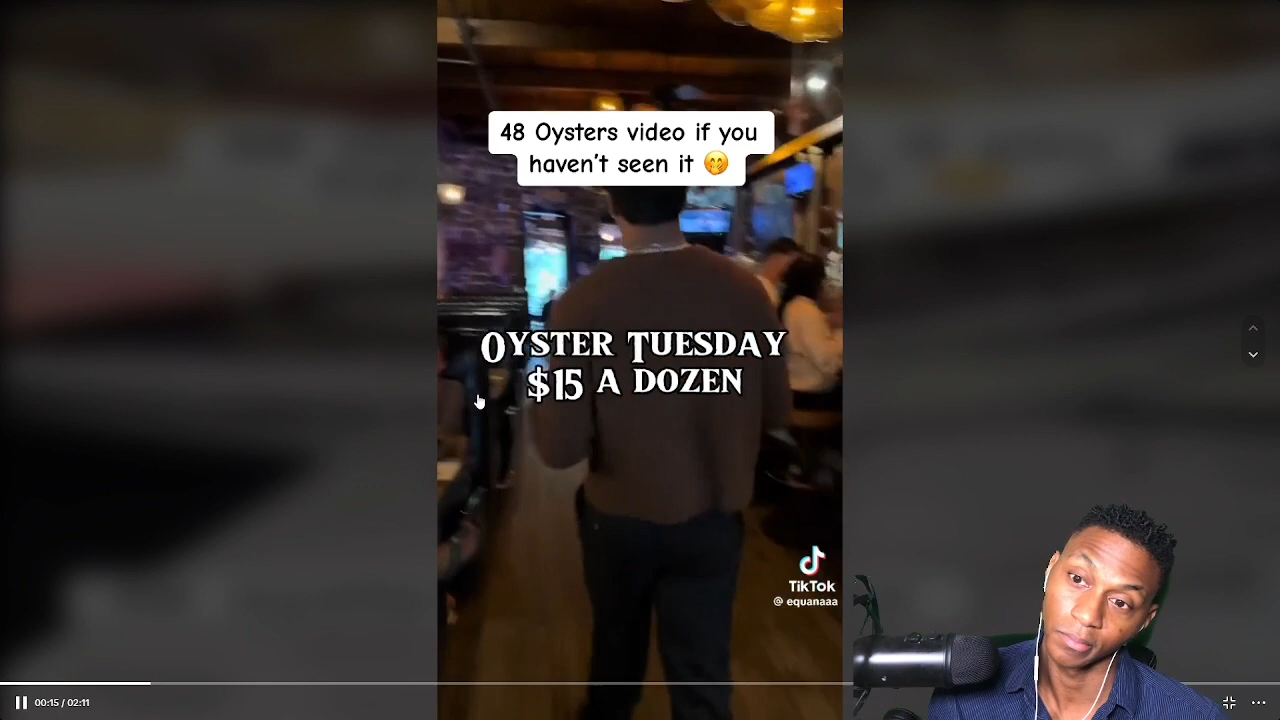 48 Oysters video if you
haven't seen it 🤭
OYSTER TUESDAY
$15 A DOZEN
TikTok
@ equanaaa
00:15 / 02:11